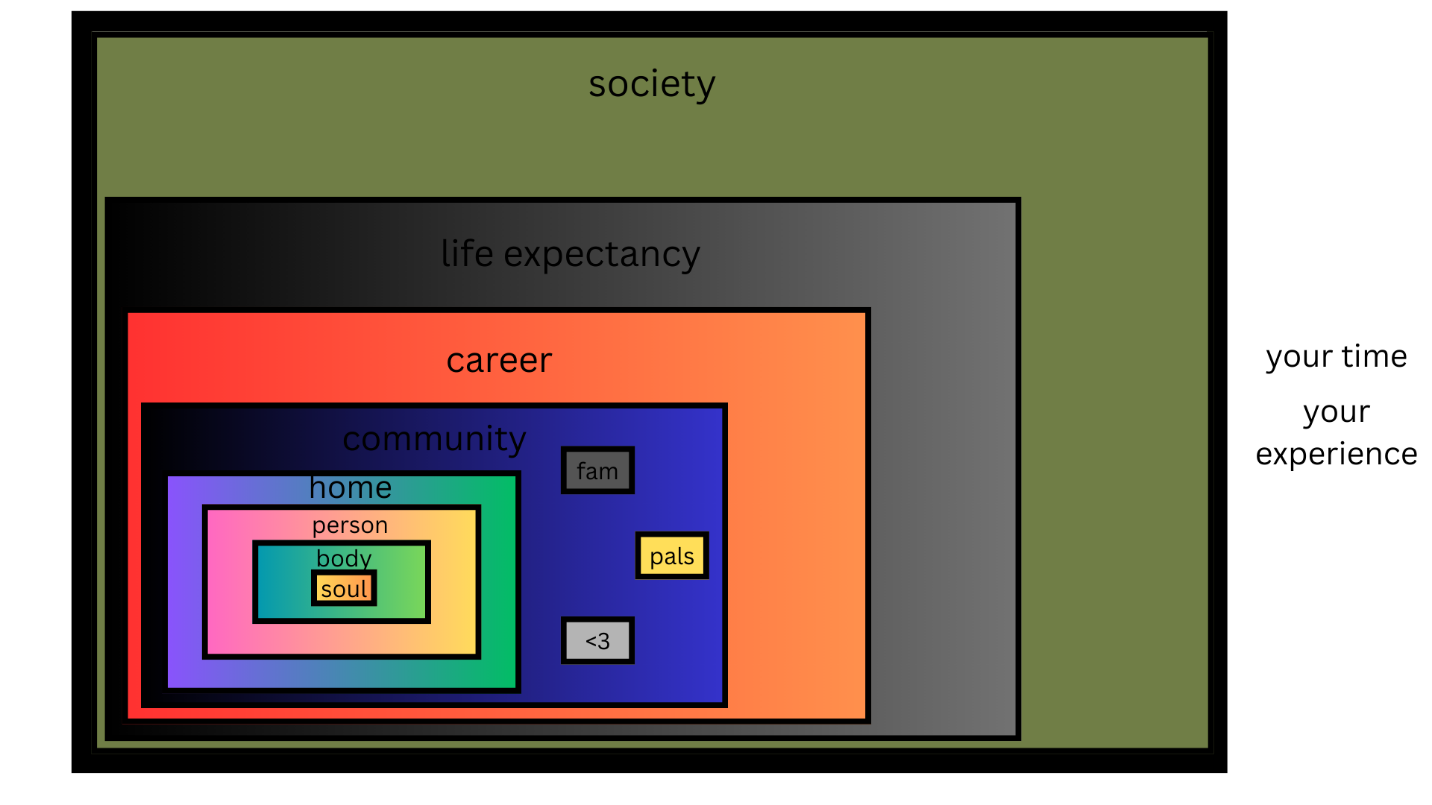 society
life expectancy
career
community
fam
home
person
pals
body
soul
<3
your time
your
experience